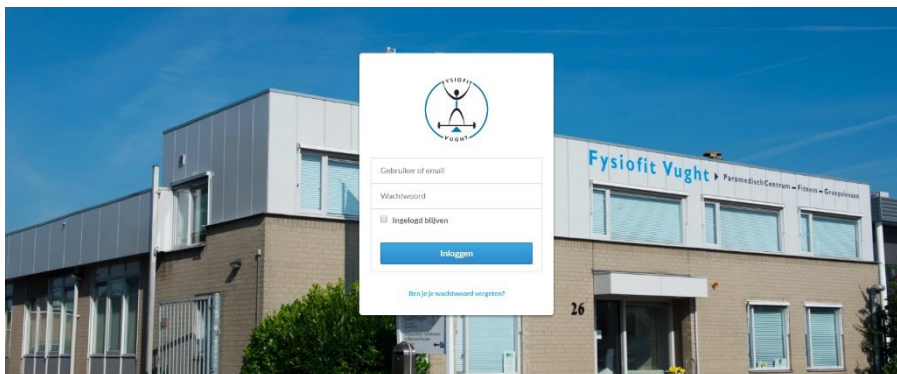 FYSIOFIT
VUGHT
Gebruiker of email
Wachtwoord
Ingelogd blijven
Inloggen
Ben je je wachtwoord vergeten?
Fysiofit Vught ParamedischCentrum – Fitness – Groepslessen
26